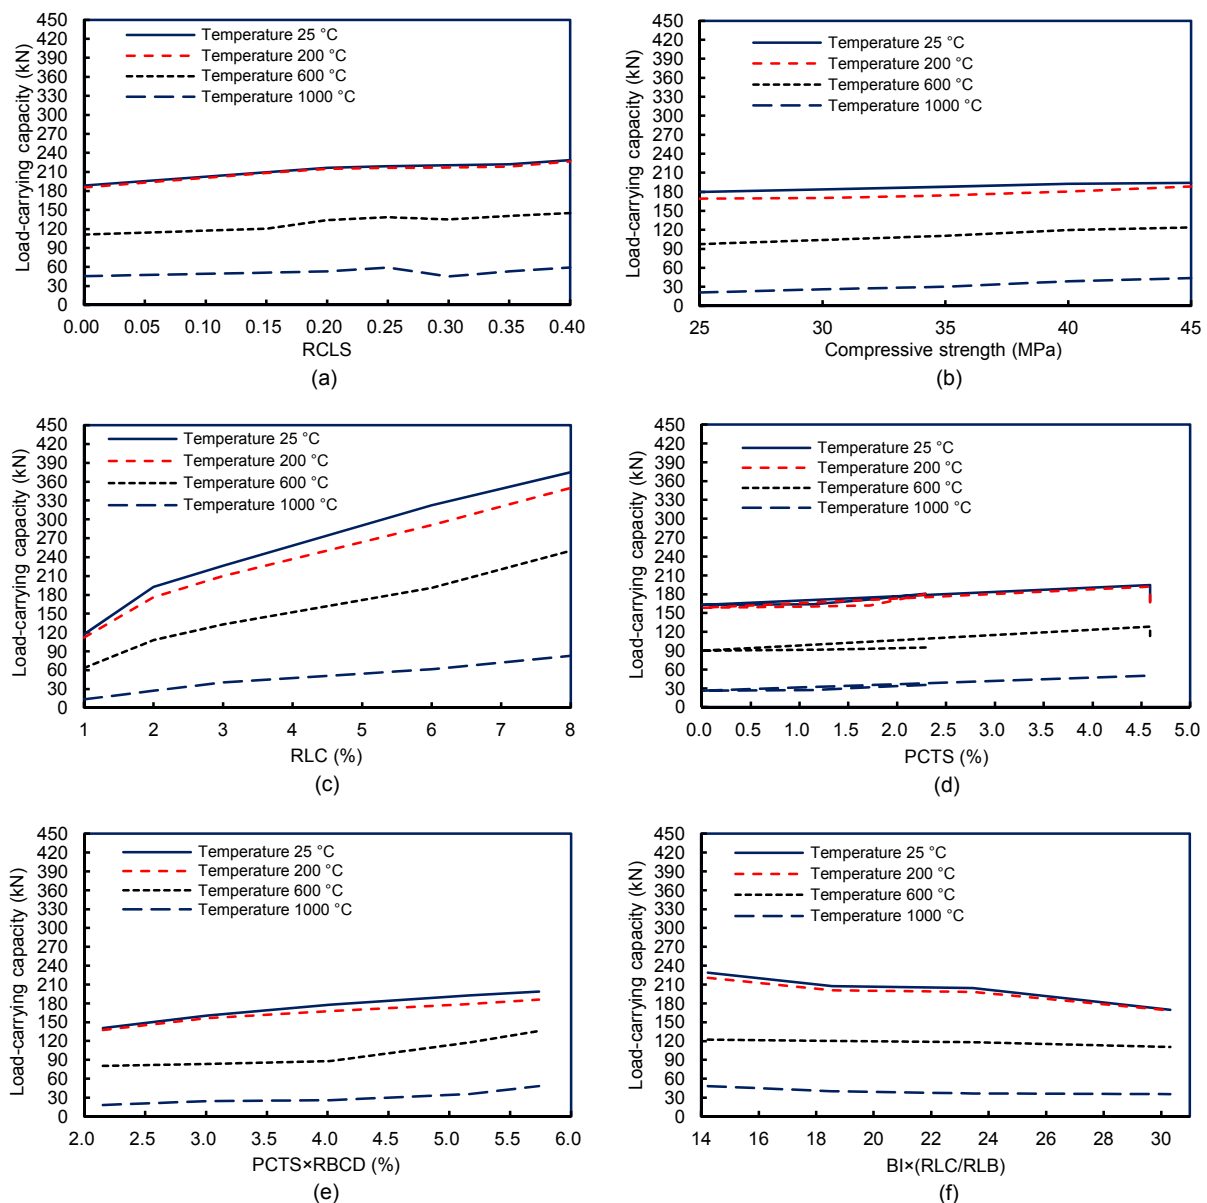 Load-carrying capacity (kN)
450
420
390
360
330
300
270
240
210
180
150
120
90
60
30
0
Temperature 25 °C
Temperature 200 °C
Temperature 600 °C
Temperature 1000 °C
0.00 0.05 0.10 0.15 0.20 0.25 0.30 0.35 0.40
RCLS
(a)
Load-carrying capacity (kN)
450
420
390
360
330
300
270
240
210
180
150
120
90
60
30
0
Temperature 25 °C
Temperature 200 °C
Temperature 600 °C
Temperature 1000 °C
25 30 35 40 45
Compressive strength (MPa)
(b)
Load-carrying capacity (kN)
450
420
390
360
330
300
270
240
210
180
150
120
90
60
30
0
Temperature 25 °C
Temperature 200 °C
Temperature 600 °C
Temperature 1000 °C
1 2 3 4 5 6 7 8
RLC (%)
(c)
Load-carrying capacity (kN)
450
420
390
360
330
300
270
240
210
180
150
120
90
60
30
0
Temperature 25 °C
Temperature 200 °C
Temperature 600 °C
Temperature 1000 °C
0.0 0.5 1.0 1.5 2.0 2.5 3.0 3.5 4.0 4.5 5.0
PCTS (%)
(d)
Load-carrying capacity (kN)
450
420
390
360
330
300
270
240
210
180
150
120
90
60
30
0
Temperature 25 °C
Temperature 200 °C
Temperature 600 °C
Temperature 1000 °C
2.0 2.5 3.0 3.5 4.0 4.5 5.0 5.5 6.0
PCTS×RBCD (%)
(e)
Load-carrying capacity (kN)
450
420
390
360
330
300
270
240
210
180
150
120
90
60
30
0
Temperature 25 °C
Temperature 200 °C
Temperature 600 °C
Temperature 1000 °C
14 16 18 20 22 24 26 28 30
BI×(RLC/RLB)
(f)